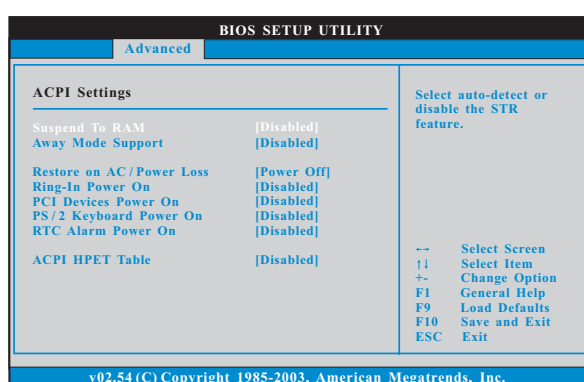 BIOS SETUP UTILITY
Advanced
ACPI Settings
Suspend To RAM [Disabled]
Away Mode Support [Disabled]
Restore on AC / Power Loss [Power Off]
Ring-In Power On [Disabled]
PCI Devices Power On [Disabled]
PS / 2 Keyboard Power On [Disabled]
RTC Alarm Power On [Disabled]
ACPI HPET Table [Disabled]
Select auto-detect or
disable the STR
feature.
←→ Select Screen
↑↓ Select Item
+- Change Option
F1 General Help
F9 Load Defaults
F10 Save and Exit
ESC Exit
v02.54 (C) Copyright 1985-2003, American Megatrends, Inc.